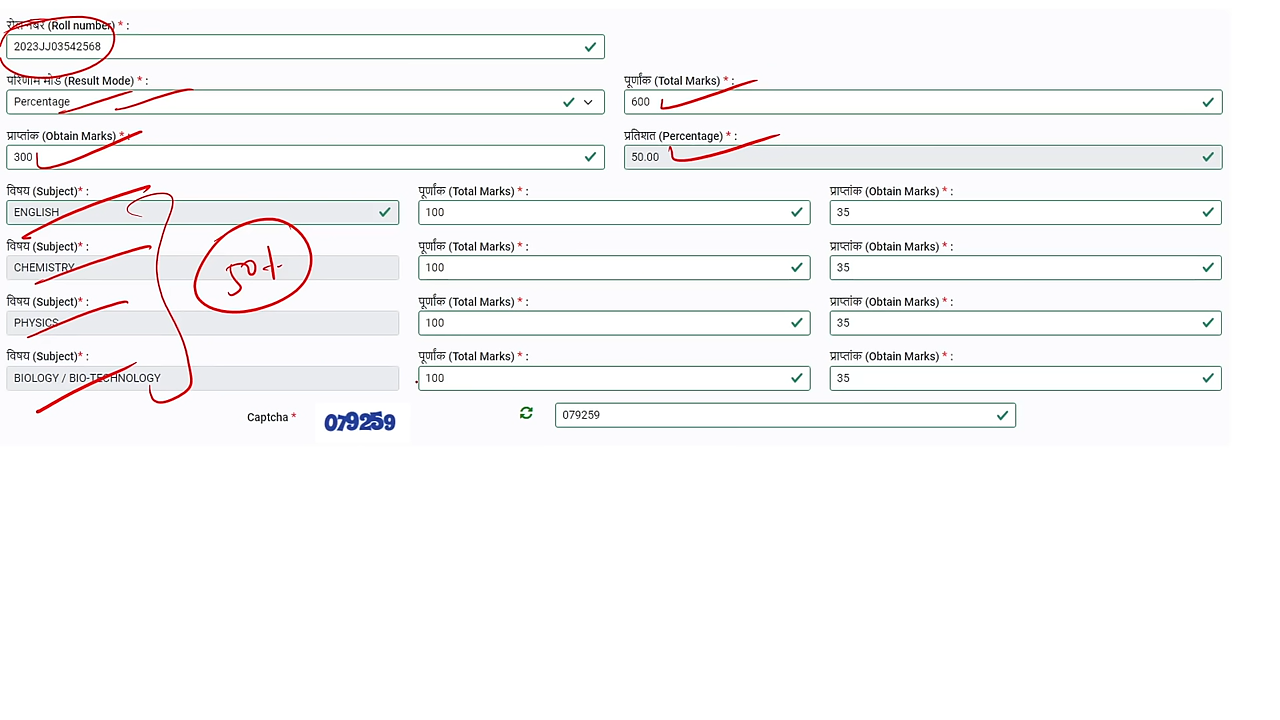 रोल नंबर (Roll number) * :
2023JJ03542568
परिणाम मोड (Result Mode) * : पूर्णांक (Total Marks) * :
Percentage 600
प्राप्तांक (Obtain Marks) * : प्रतिशत (Percentage) * :
300 50.00
विषय (Subject)* : पूर्णांक (Total Marks) * : प्राप्तांक (Obtain Marks) * :
ENGLISH 100 35
विषय (Subject)* : पूर्णांक (Total Marks) * : प्राप्तांक (Obtain Marks) * :
CHEMISTRY 100 35
50%
विषय (Subject)* : पूर्णांक (Total Marks) * : प्राप्तांक (Obtain Marks) * :
PHYSICS 100 35
विषय (Subject)* : पूर्णांक (Total Marks) * : प्राप्तांक (Obtain Marks) * :
BIOLOGY / BIO-TECHNOLOGY 100 35
Captcha * 079259 079259